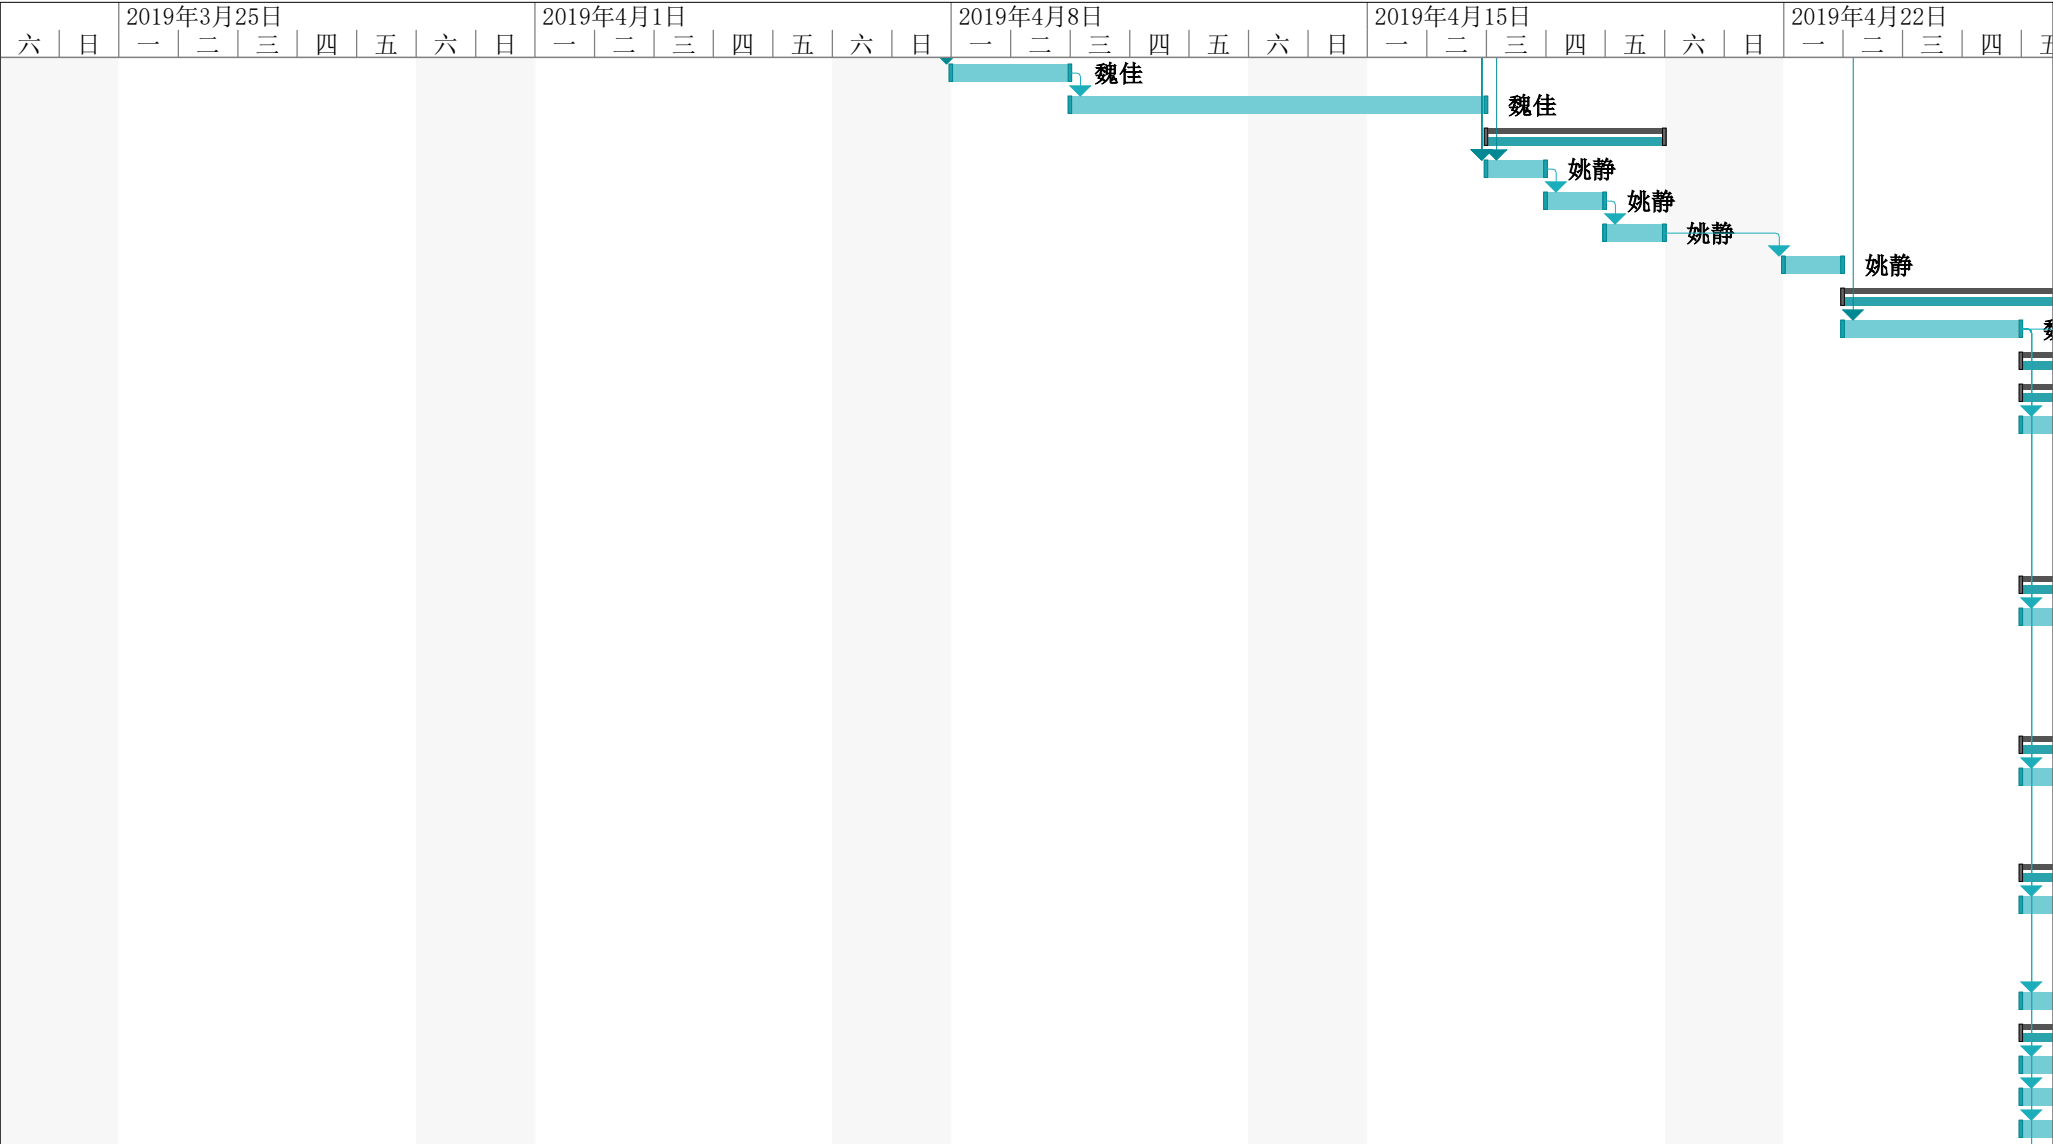 2019年3月25日 2019年4月1日 2019年4月8日 2019年4月15日 2019年4月22日
六 日 一 二 三 四 五 六 日 一 二 三 四 五 六 日 一 二 三 四 五 六 日 一 二 三 四 五 六 日 一 二 三 四
魏佳
魏佳
姚静
姚静
姚静
姚静